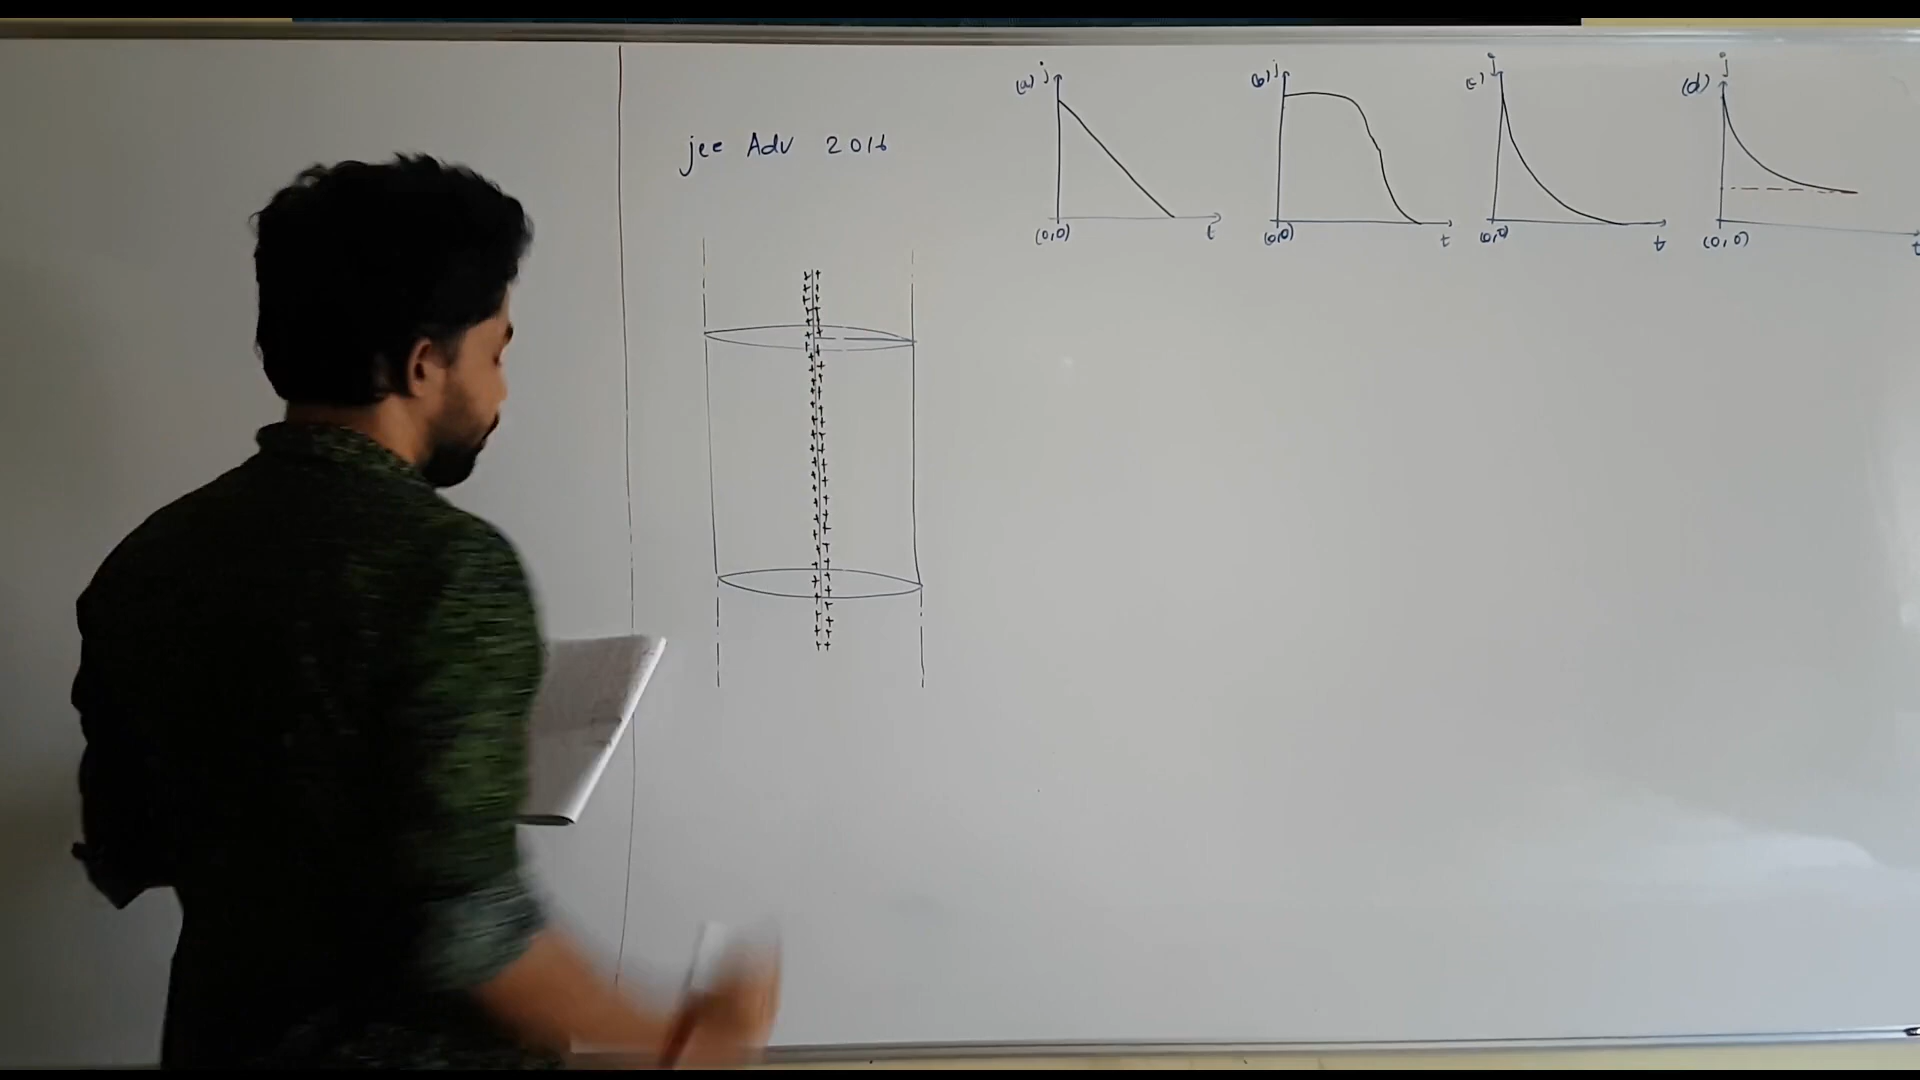 jee Adv 2016
(a) j
(0,0) t
(b) j
(0,0) t
(c) j
(0,0) t
(d) j
(0,0) t